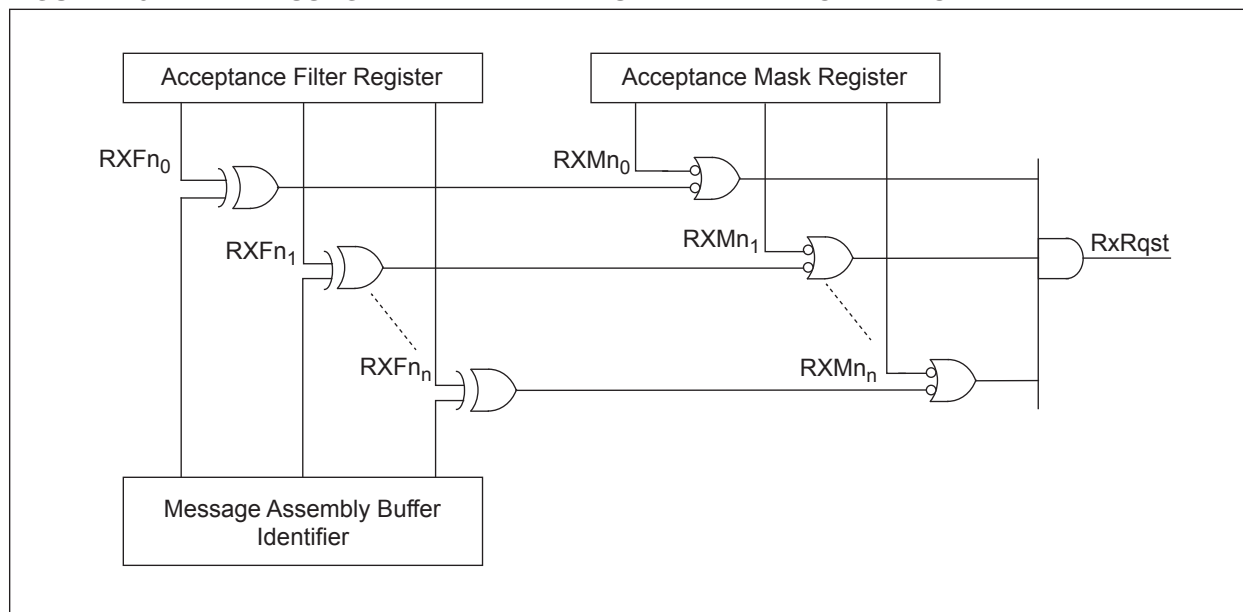 Acceptance Filter Register
Acceptance Mask Register
RXFn0
RXMn0
RXFn1
RXMn1
RxRqst
RXFnn
RXMnn
Message Assembly Buffer
Identifier